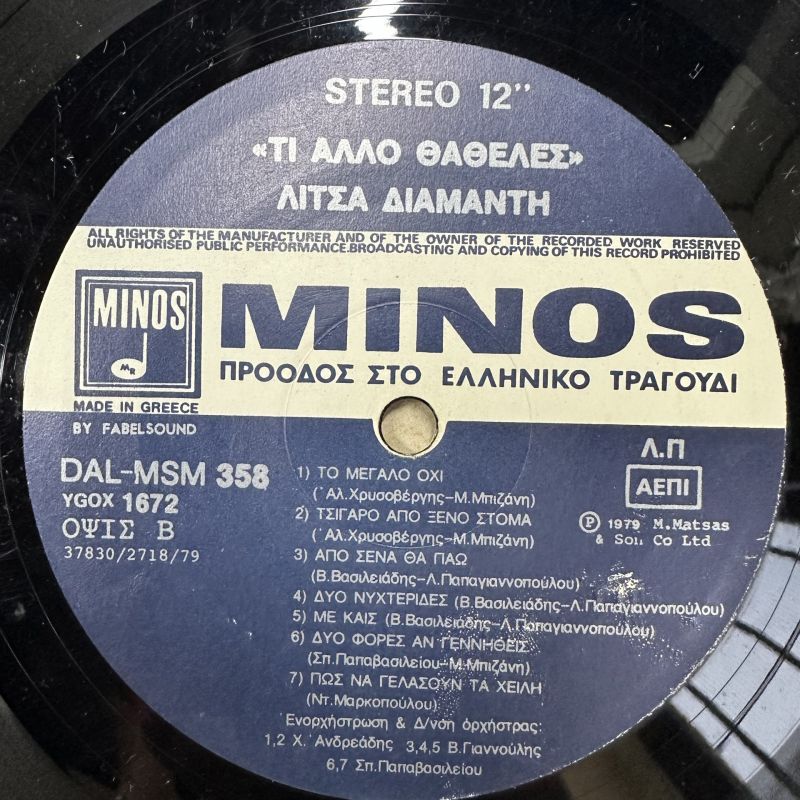 STEREO 12''
«ΤΙ ΑΛΛΟ ΘΑΘΕΛΕΣ»
ΛΙΤΣΑ ΔΙΑΜΑΝΤΗ
ALL RIGHTS OF THE MANUFACTURER AND OF THE OWNER OF THE RECORDED WORK RESERVED
UNAUTHORISED PUBLIC PERFORMANCE.BROADCASTING AND COPYING OF THIS RECORD PROHIBITED
MINOS
MR
MINOS
ΠΡΟΟΔΟΣ ΣΤΟ ΕΛΛΗΝΙΚΟ ΤΡΑΓΟΥΔΙ
MADE IN GREECE
BY FABELSOUND
DAL-MSM 358
YGOX 1672
ΟΨΙΣ Β
37830/2718/79
Λ.Π
ΑΕΠΙ
Ⓟ 1979 M.Matsas
& Son Co Ltd
1) ΤΟ ΜΕΓΑΛΟ ΟΧΙ
(΄Αλ.Χρυσοβέργης-Μ.Μπιζάνη)
2) ΤΣΙΓΑΡΟ ΑΠΟ ΞΕΝΟ ΣΤΟΜΑ
(΄Αλ.Χρυσοβέργης-Μ.Μπιζάνη)
3) ΑΠΟ ΣΕΝΑ ΘΑ ΠΑΩ
(Β.Βασιλειάδης-Λ.Παπαγιαννοπούλου)
4) ΔΥΟ ΝΥΧΤΕΡΙΔΕΣ (Β.Βασιλειάδης-Λ.Παπαγιαννοπούλου)
5) ΜΕ ΚΑΙΣ (Β.Βασιλειάδης-Λ.Παπαγιαννοπούλου)
6) ΔΥΟ ΦΟΡΕΣ ΑΝ ΓΕΝΝΗΘΕΙΣ
(Σπ.Παπαβασιλείου-Μ.Μπιζάνη)
7) ΠΩΣ ΝΑ ΓΕΛΑΣΟΥΝ ΤΑ ΧΕΙΛΗ
(Ντ.Μαρκοπούλου)
Ἐνορχήστρωση & Δ/νση ὀρχήστρας:
1,2 Χ. Ἀνδρεάδης 3,4,5 Β.Γιαννούλης
6,7 Σπ.Παπαβασιλείου